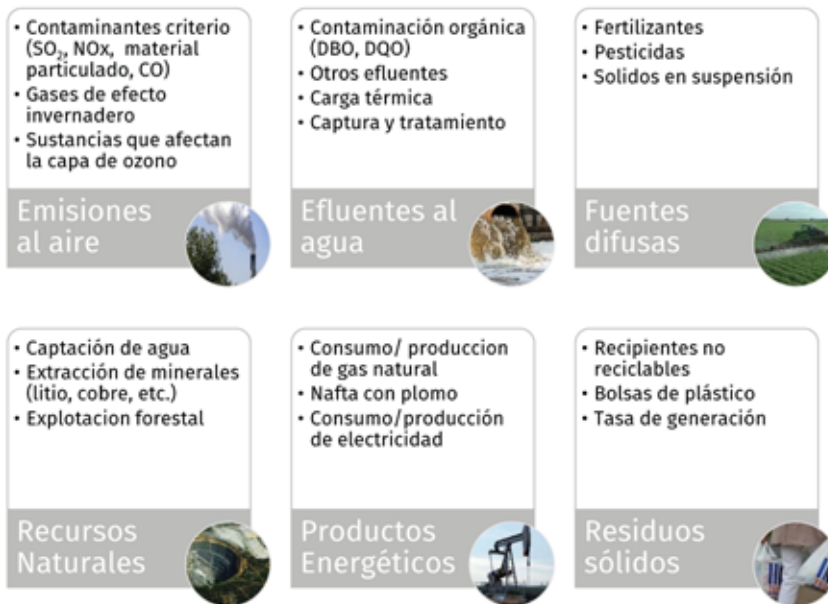 • Contaminantes criterio
(SO₂, NOx, material
particulado, CO)
• Gases de efecto
invernadero
• Sustancias que afectan
la capa de ozono
Emisiones
al aire
• Contaminación orgánica
(DBO, DQO)
• Otros efluentes
• Carga térmica
• Captura y tratamiento
Efluentes al
agua
• Fertilizantes
• Pesticidas
• Solidos en suspensión
Fuentes
difusas
• Captación de agua
• Extracción de minerales
(litio, cobre, etc.)
• Explotacion forestal
Recursos
Naturales
• Consumo/ produccion
de gas natural
• Nafta con plomo
• Consumo/producción
de electricidad
Productos
Energéticos
• Recipientes no
reciclables
• Bolsas de plástico
• Tasa de generación
Residuos
sólidos